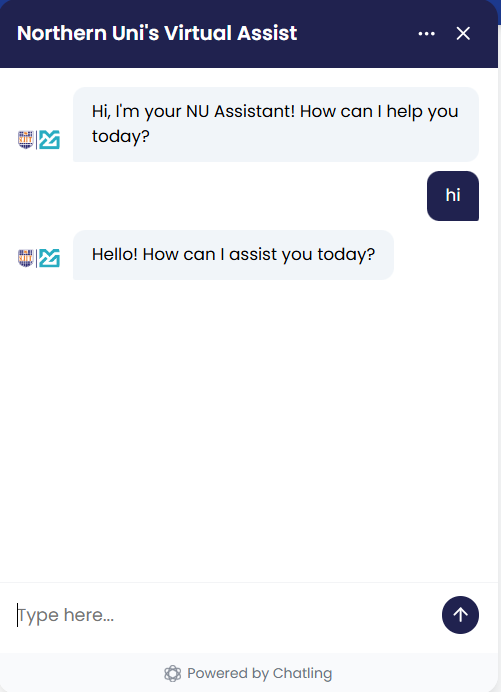 Northern Uni's Virtual Assist
Hi, I'm your NU Assistant! How can I help you
today?
hi
Hello! How can I assist you today?
Type here...
Powered by Chatling